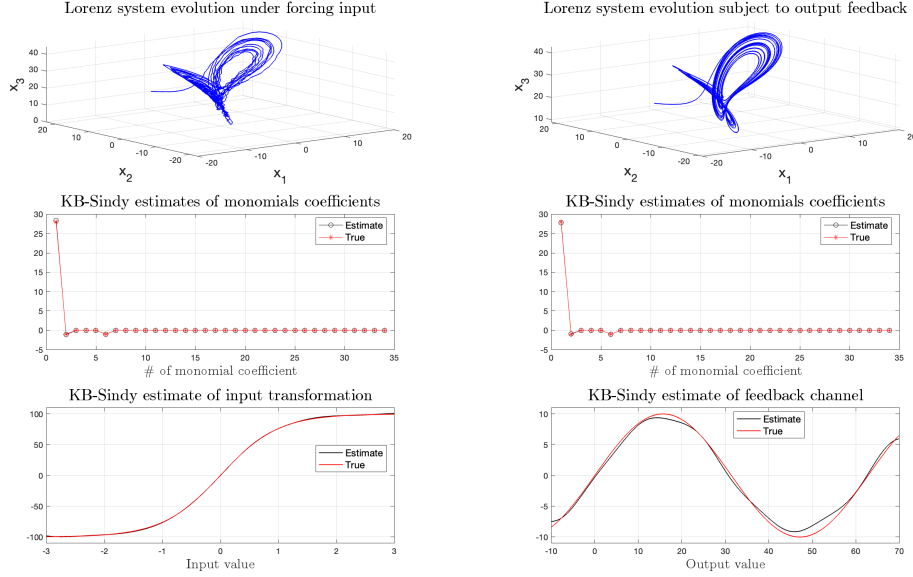 Lorenz system evolution under forcing input
40
30
20
10
0
x3
20
10
0
-10
-20
x2
-20
-10
0
10
20
x1
Lorenz system evolution subject to output feedback
40
30
20
10
x3
20
10
0
-10
-20
x2
-20
-10
0
10
20
x1
KB-Sindy estimates of monomials coefficients
30
25
20
15
10
5
0
-5
Estimate
True
0 5 10 15 20 25 30 35
# of monomial coefficient
KB-Sindy estimates of monomials coefficients
30
25
20
15
10
5
0
-5
Estimate
True
0 5 10 15 20 25 30 35
# of monomial coefficient
KB-Sindy estimate of input transformation
100
50
0
-50
-100
Estimate
True
-3 -2 -1 0 1 2 3
Input value
KB-Sindy estimate of feedback channel
10
5
0
-5
-10
Estimate
True
-10 0 10 20 30 40 50 60 70
Output value